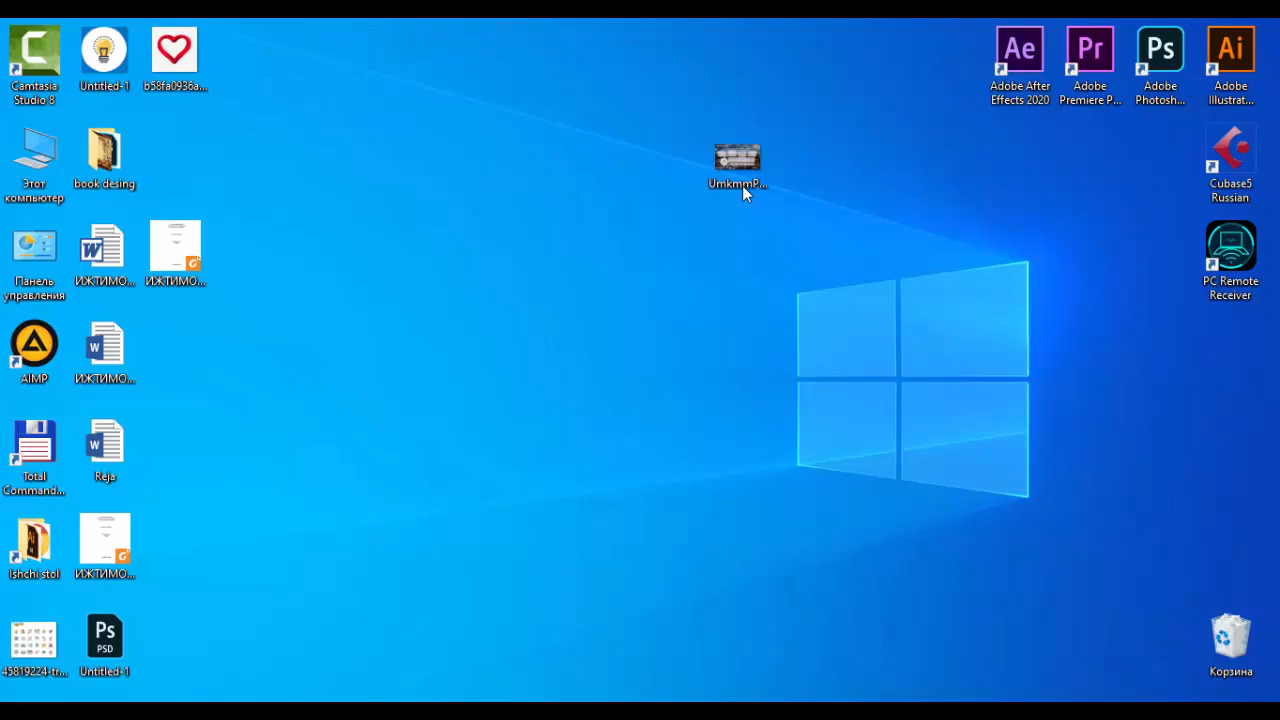 Camtasia
Studio 8
Untitled-1
b58fa0936a...
Ae
Adobe After
Effects 2020
Pr
Adobe
Premiere P...
Ps
Adobe
Photosh...
Ai
Adobe
Illustrat...
Этот
компьютер
book desing
UmkmmP...
Cubase5
Russian
Панель
управления
ИЖТИМО...
ИЖТИМО...
PC Remote
Receiver
AIMP
ИЖТИМО...
Total
Command...
Reja
Ishchi stol
ИЖТИМО...
45819224-tr...
Ps
PSD
Untitled-1
Корзина